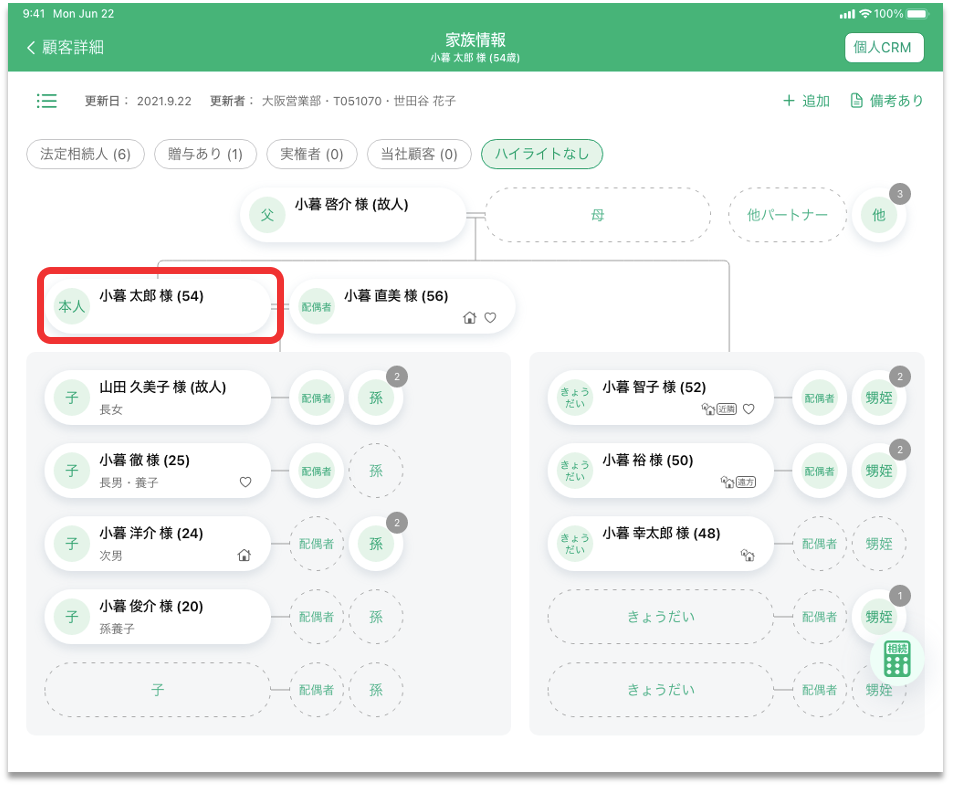 9:41 Mon Jun 22 100%
顧客詳細 家族情報 個人CRM
小暮 太郎 様 (54歳)
更新日： 2021.9.22 更新者： 大阪営業部・T051070・世田谷 花子 + 追加 備考あり
法定相続人 (6) 贈与あり (1) 実権者 (0) 当社顧客 (0) ハイライトなし
父 小暮 啓介 様 (故人) 母 他パートナー 他 3
本人 小暮 太郎 様 (54) 配偶者 小暮 直美 様 (56)
子 山田 久美子 様 (故人) 配偶者 孫 2
長女
子 小暮 徹 様 (25) 配偶者 孫
長男・養子
子 小暮 洋介 様 (24) 配偶者 孫 2
次男
子 小暮 俊介 様 (20) 配偶者 孫
孫養子
子 配偶者 孫
きょうだい 小暮 智子 様 (52) 近隣 配偶者 甥姪 2
きょうだい 小暮 裕 様 (50) 遠方 配偶者 甥姪 2
きょうだい 小暮 幸太郎 様 (48) 配偶者 甥姪
きょうだい 配偶者 甥姪 1
相続
きょうだい 配偶者 甥姪